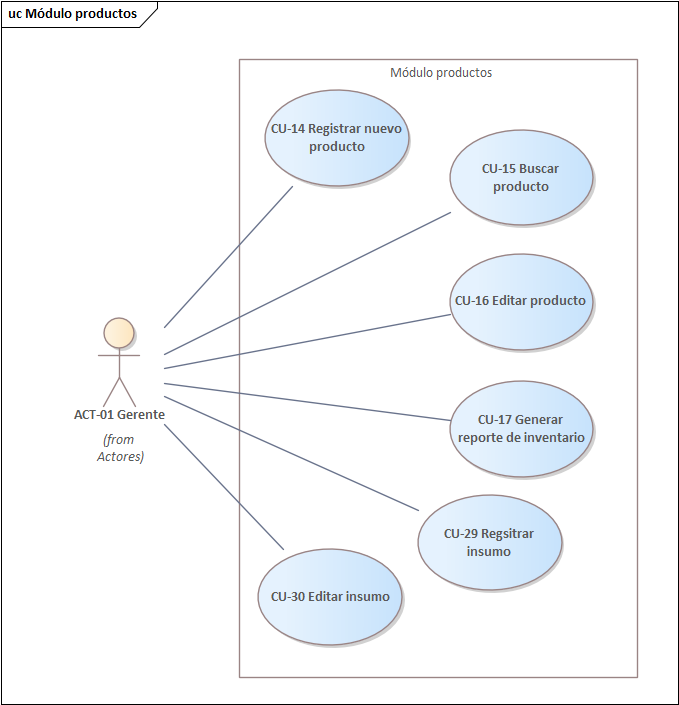 uc Módulo productos
Módulo productos
CU-14 Registrar nuevo
producto
CU-15 Buscar
producto
CU-16 Editar producto
ACT-01 Gerente
(from
Actores)
CU-17 Generar
reporte de inventario
CU-29 Regsitrar
insumo
CU-30 Editar insumo